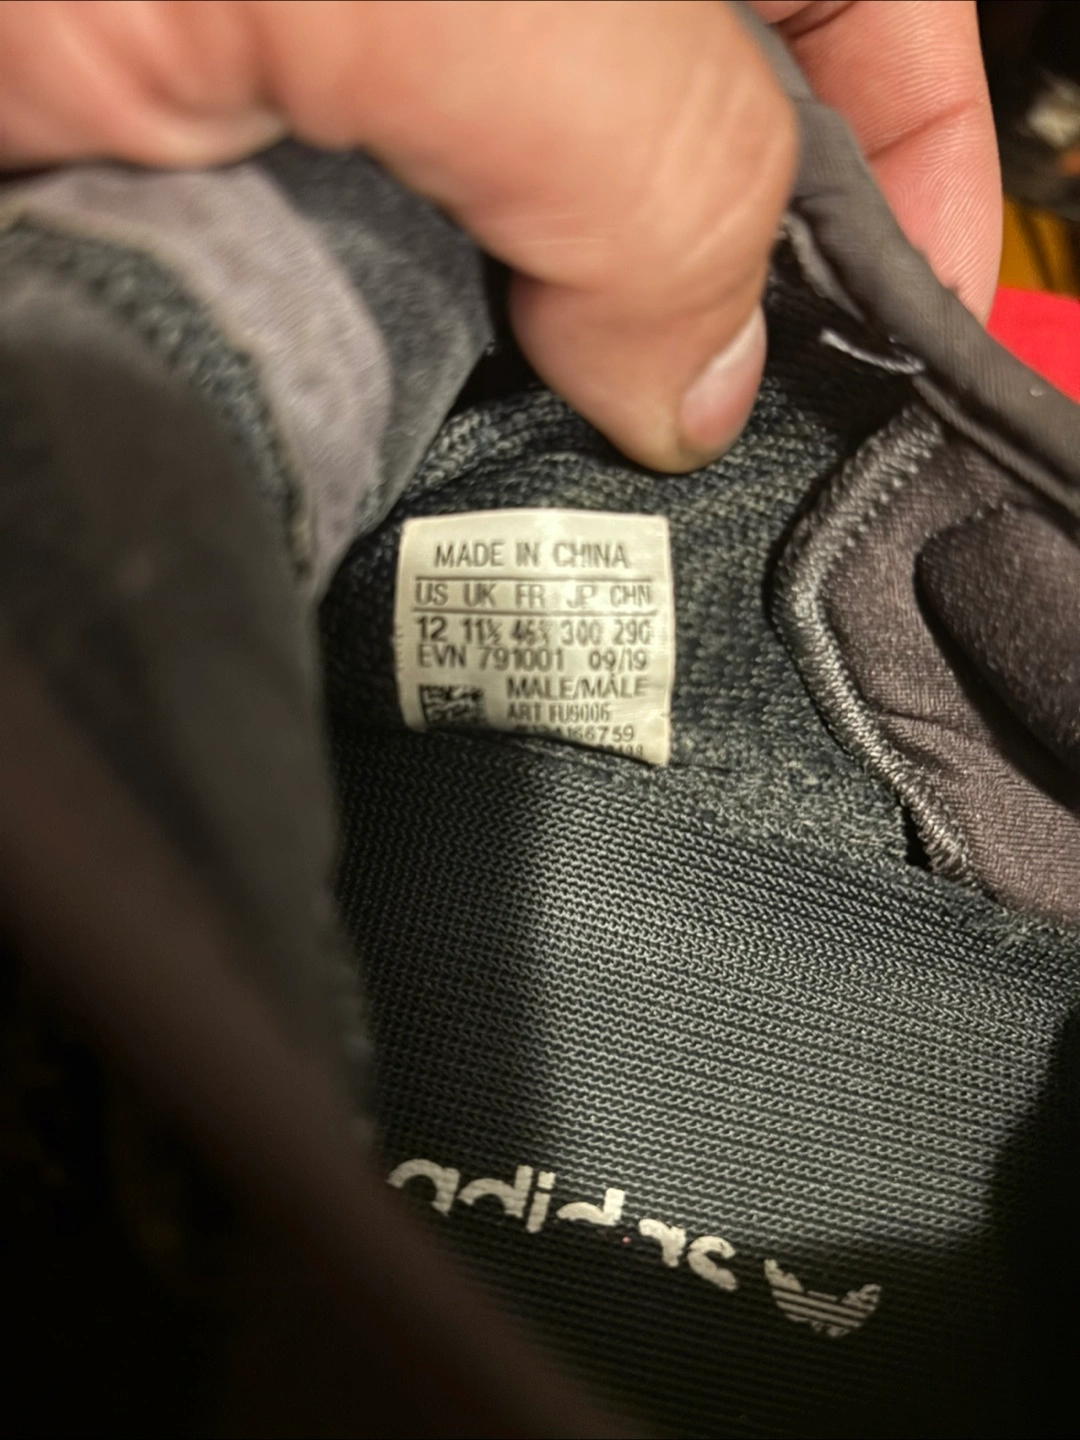 MADE IN CHINA
US UK FR JP CHN
12 11½ 46⅔ 300 290
EVN 791001 09/19
MALE/MÂLE
ART FU9006
166759
adidas